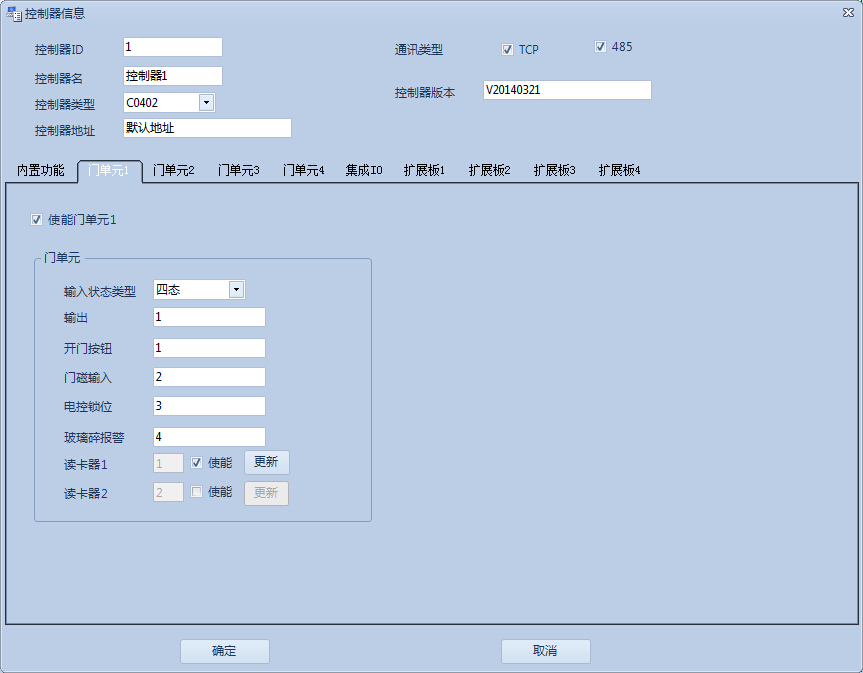 控制器信息
控制器ID 1 通讯类型 TCP 485
控制器名 控制器1
控制器类型 C0402 控制器版本 V20140321
控制器地址 默认地址
内置功能 门单元1 门单元2 门单元3 门单元4 集成IO 扩展板1 扩展板2 扩展板3 扩展板4
使能门单元1
门单元
输入状态类型 四态
输出 1
开门按钮 1
门磁输入 2
电控锁位 3
玻璃碎报警 4
读卡器1 1 使能 更新
读卡器2 2 使能 更新
确定 取消